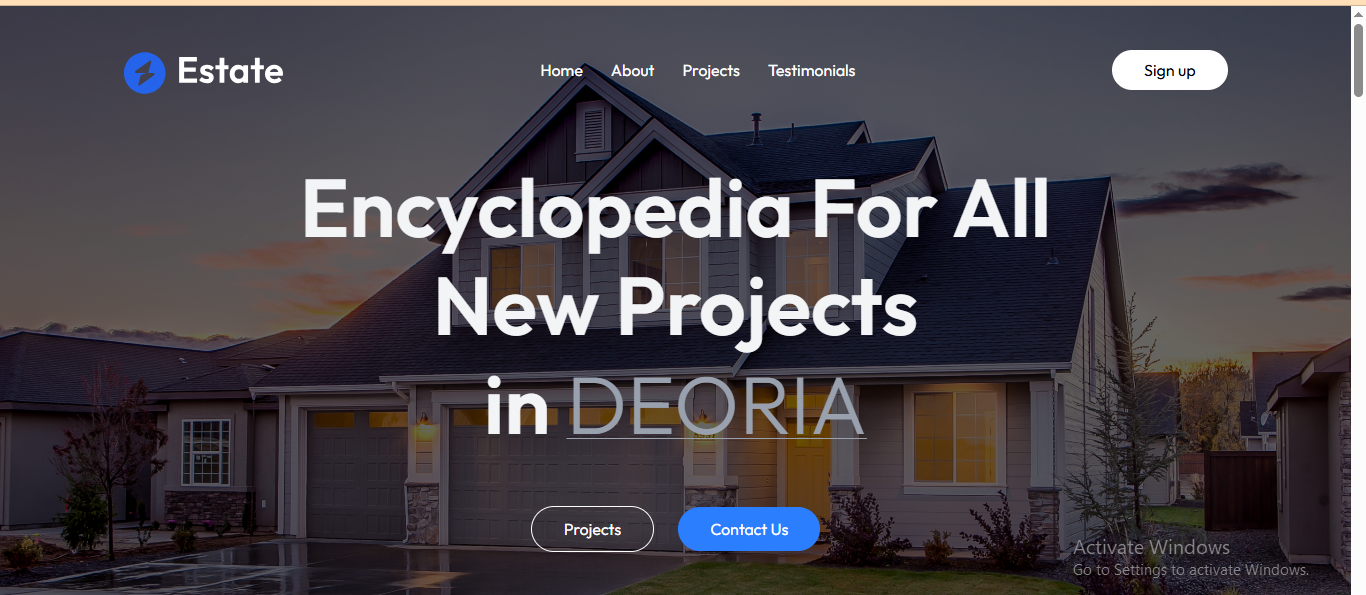 Estate
Home About Projects Testimonials
Sign up
Encyclopedia For All
New Projects
in DEORIA
Projects Contact Us
Activate Windows
Go to Settings to activate Windows.